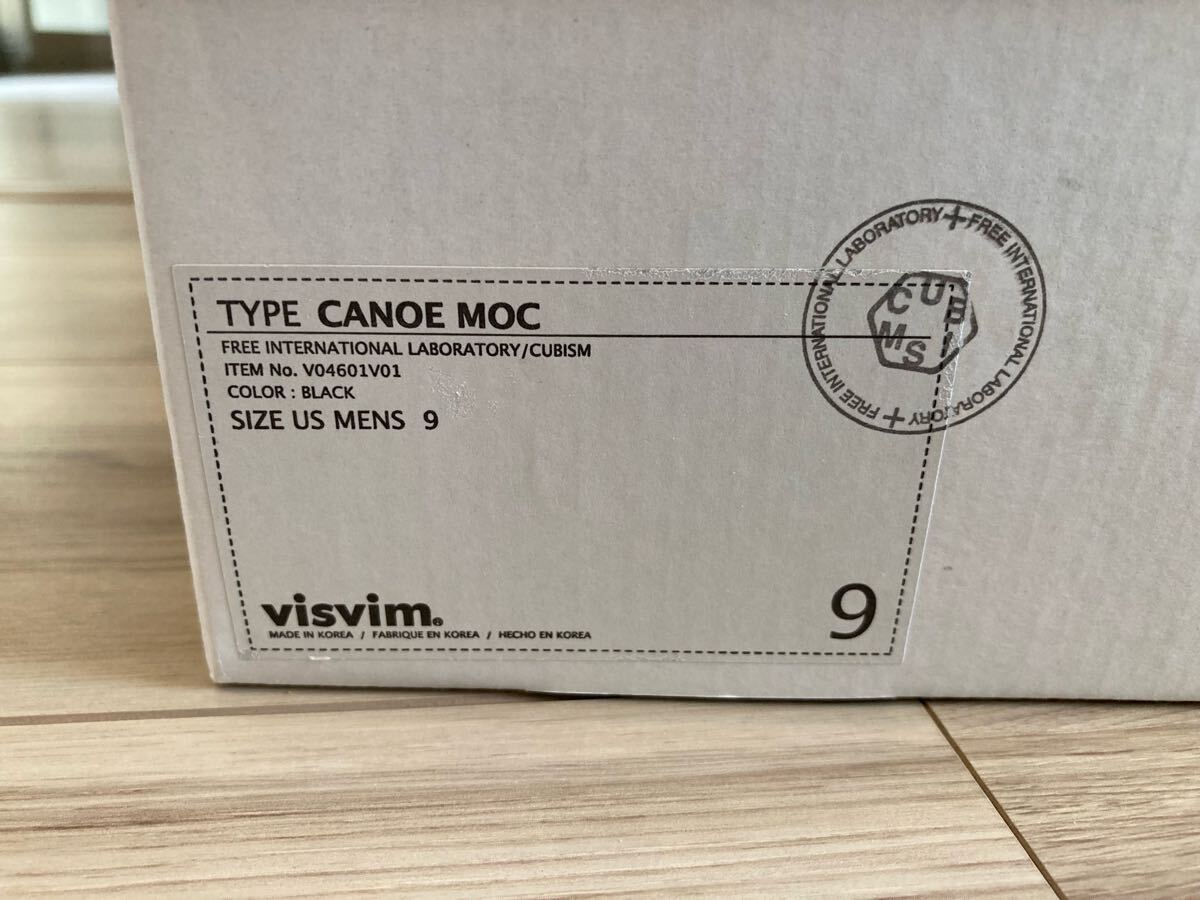 TYPE CANOE MOC
FREE INTERNATIONAL LABORATORY/CUBISM
ITEM No. V04601V01
COLOR : BLACK
SIZE US MENS 9
visvim®
MADE IN KOREA / FABRIQUE EN KOREA / HECHO EN KOREA
9
FREE INTERNATIONAL LABORATORY + FREE INTERNATIONAL LABORATORY +
CUBSM